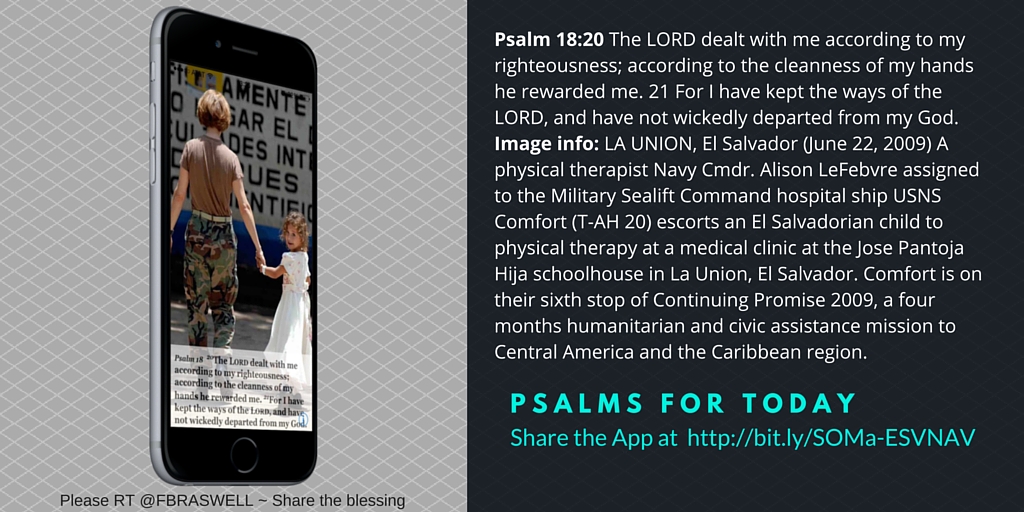 AMENTE
O
GAR EL
CUL
DES INT
QUES
NTIFI
Psalm 18 20The LORD dealt with me
according to my righteousness;
according to the cleanness of my
hands he rewarded me. 21For I have
kept the ways of the LORD, and have
not wickedly departed from my God.
Please RT @FBRASWELL ~ Share the blessing
Psalm 18:20 The LORD dealt with me according to my
righteousness; according to the cleanness of my hands
he rewarded me. 21 For I have kept the ways of the
LORD, and have not wickedly departed from my God.
Image info: LA UNION, El Salvador (June 22, 2009) A
physical therapist Navy Cmdr. Alison LeFebvre assigned
to the Military Sealift Command hospital ship USNS
Comfort (T-AH 20) escorts an El Salvadorian child to
physical therapy at a medical clinic at the Jose Pantoja
Hija schoolhouse in La Union, El Salvador. Comfort is on
their sixth stop of Continuing Promise 2009, a four
months humanitarian and civic assistance mission to
Central America and the Caribbean region.
PSALMS FOR TODAY
Share the App at http://bit.ly/SOMa-ESVNAV